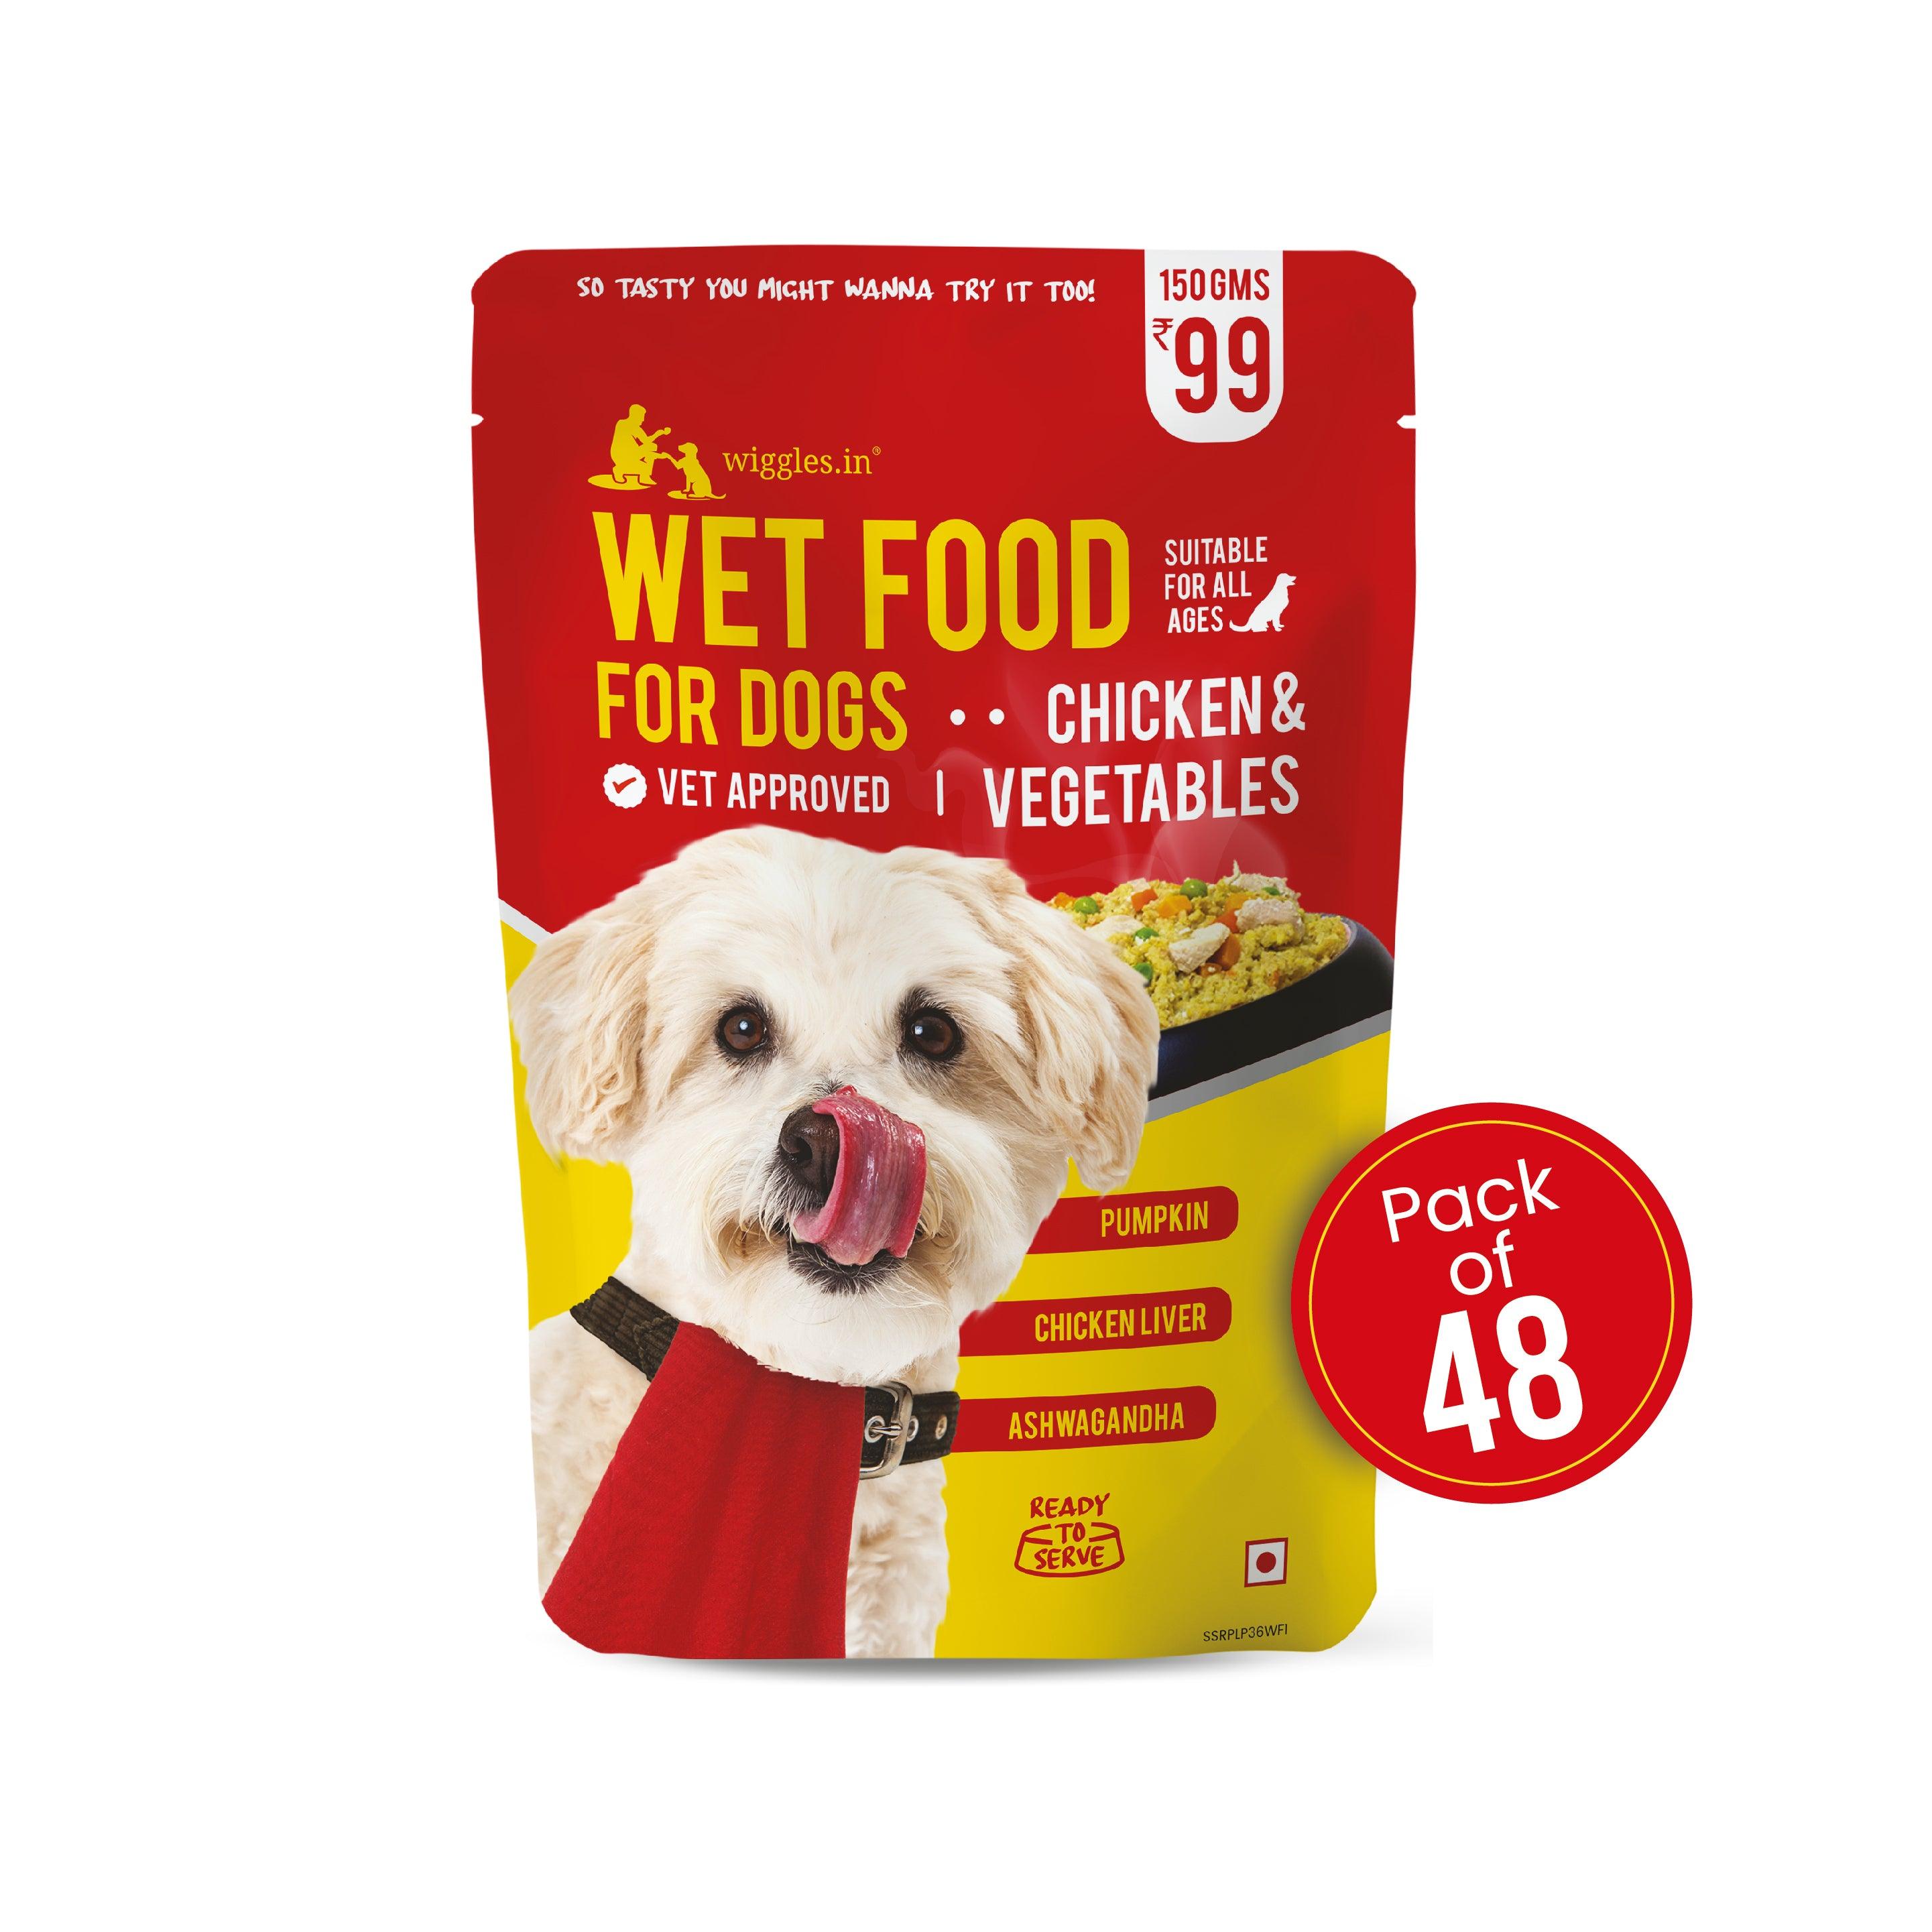 SO TASTY YOU MIGHT WANNA TRY IT TOO!
150 GMS
₹99
wiggles.in®
WET FOOD
FOR DOGS
SUITABLE
FOR ALL
AGES
VET APPROVED
CHICKEN &
VEGETABLES
PUMPKIN
CHICKEN LIVER
ASHWAGANDHA
READY
TO
SERVE
SSRPLP36WFI
Pack
of
48